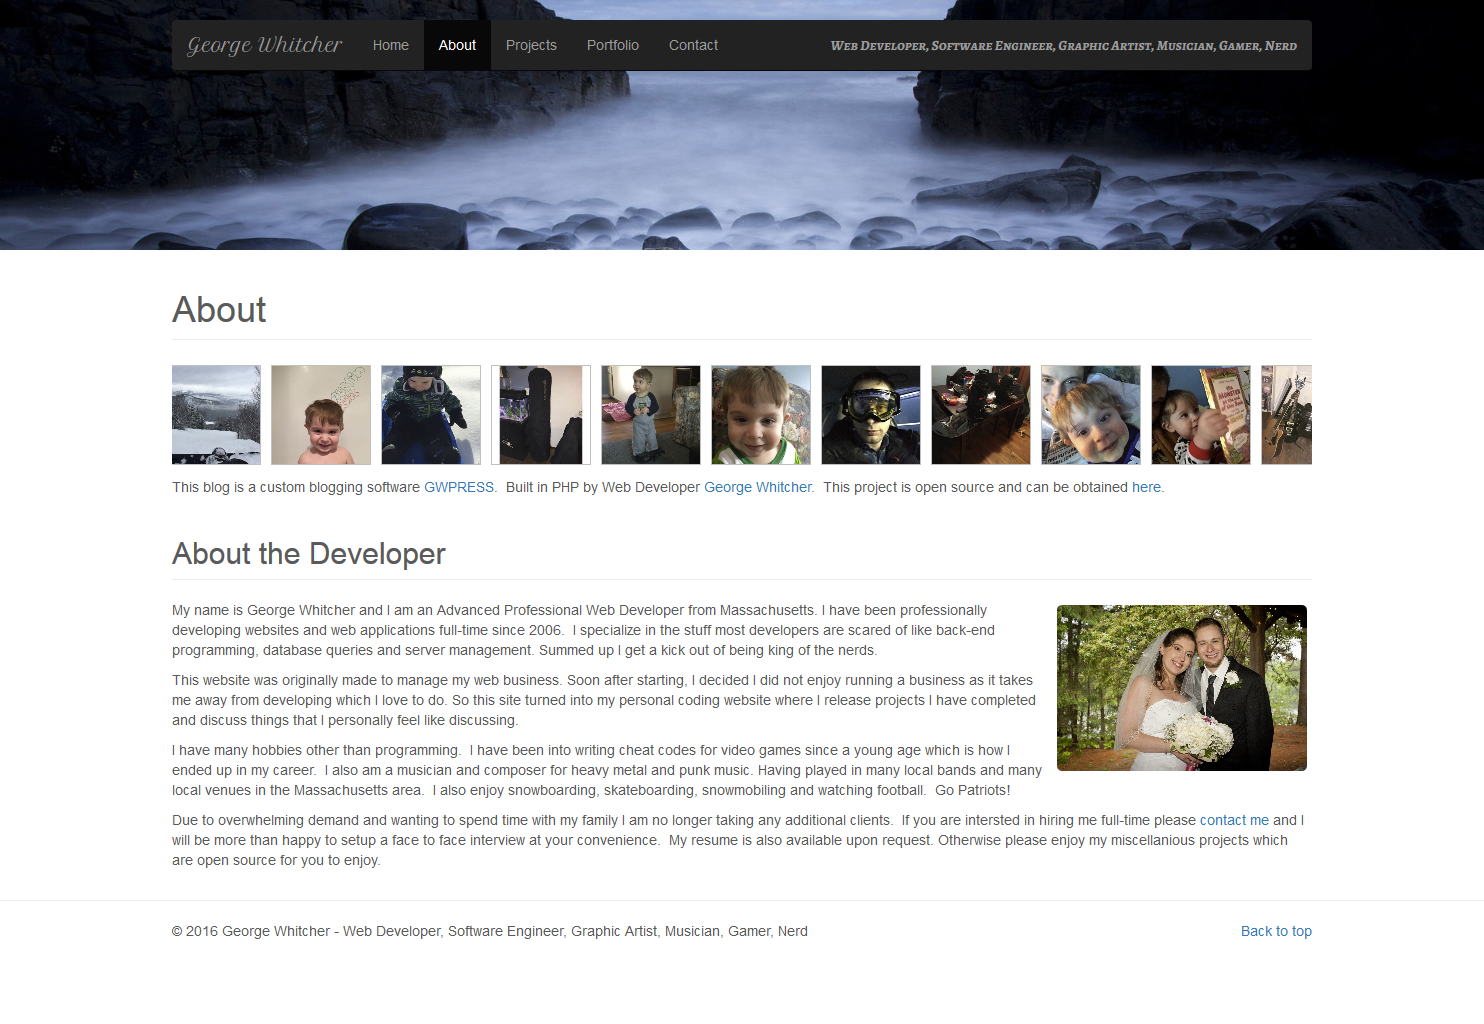 George Whitcher Home About Projects Portfolio Contact Web Developer, Software Engineer, Graphic Artist, Musician, Gamer, Nerd
About
This blog is a custom blogging software GWPRESS.  Built in PHP by Web Developer George Whitcher.  This project is open source and can be obtained here.
About the Developer
My name is George Whitcher and I am an Advanced Professional Web Developer from Massachusetts. I have been professionally
developing websites and web applications full-time since 2006.  I specialize in the stuff most developers are scared of like back-end
programming, database queries and server management. Summed up I get a kick out of being king of the nerds.
This website was originally made to manage my web business. Soon after starting, I decided I did not enjoy running a business as it takes
me away from developing which I love to do. So this site turned into my personal coding website where I release projects I have completed
and discuss things that I personally feel like discussing.
I have many hobbies other than programming.  I have been into writing cheat codes for video games since a young age which is how I
ended up in my career.  I also am a musician and composer for heavy metal and punk music. Having played in many local bands and many
local venues in the Massachusetts area.  I also enjoy snowboarding, skateboarding, snowmobiling and watching football.  Go Patriots!
Due to overwhelming demand and wanting to spend time with my family I am no longer taking any additional clients.  If you are intersted in hiring me full-time please contact me and I
will be more than happy to setup a face to face interview at your convenience.  My resume is also available upon request. Otherwise please enjoy my miscellanious projects which
are open source for you to enjoy.
© 2016 George Whitcher - Web Developer, Software Engineer, Graphic Artist, Musician, Gamer, Nerd Back to top